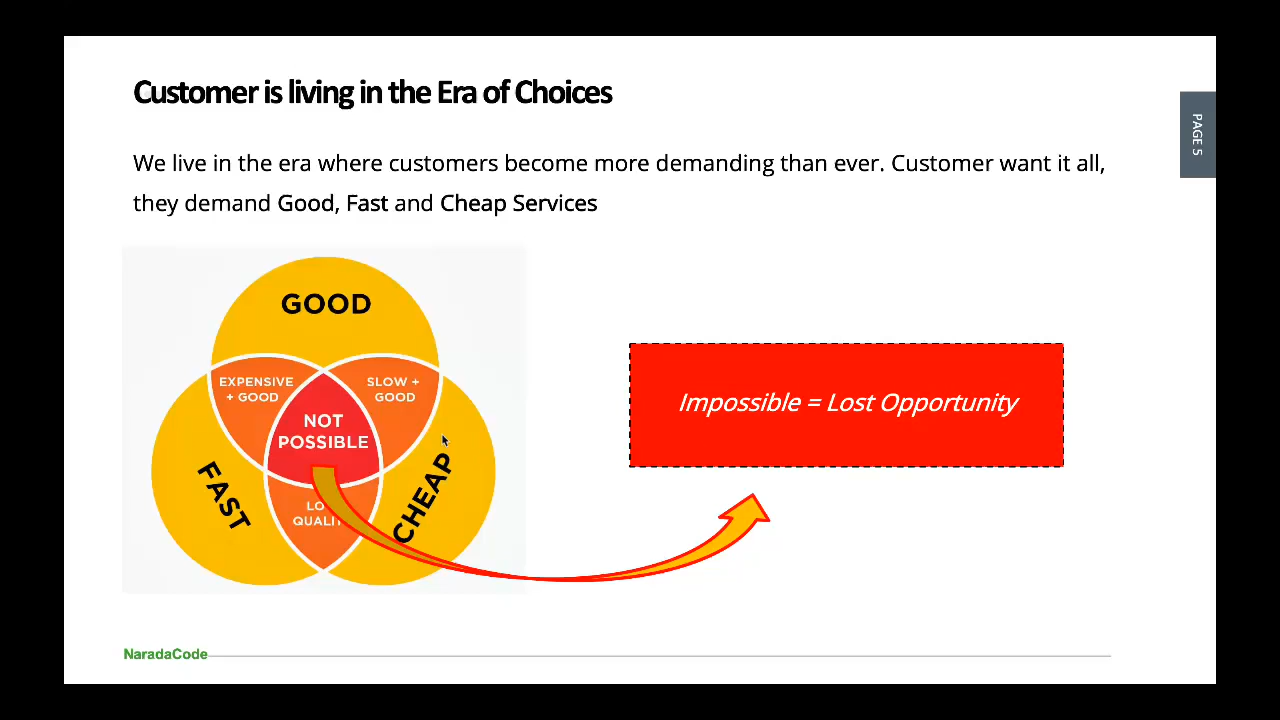 Customer is living in the Era of Choices
PAGE 5
We live in the era where customers become more demanding than ever. Customer want it all,
they demand Good, Fast and Cheap Services
GOOD
EXPENSIVE
+ GOOD
SLOW +
GOOD
NOT
POSSIBLE
FAST
CHEAP
Impossible = Lost Opportunity
NaradaCode